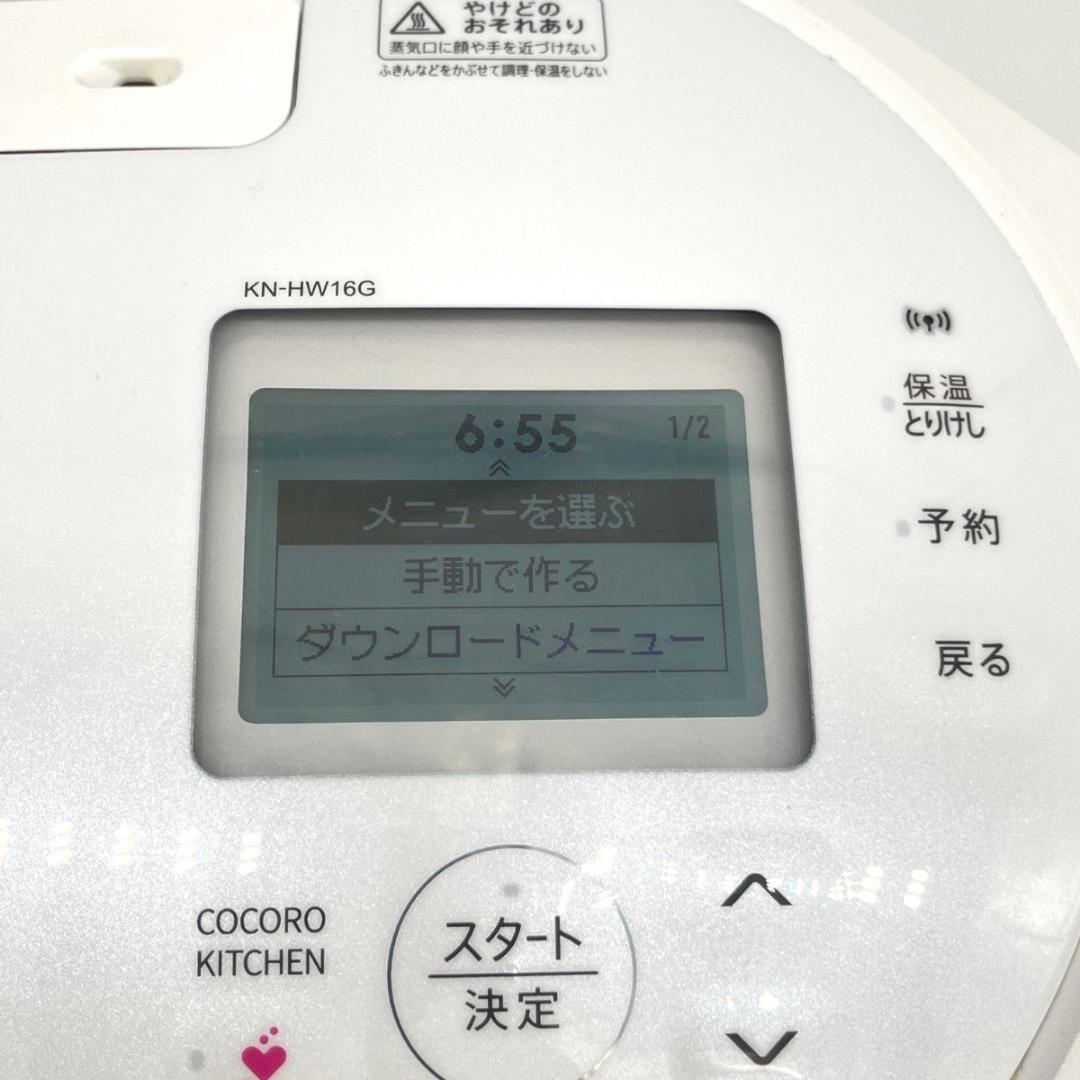 やけどの
おそれあり
蒸気口に顔や手を近づけない
ふきんなどをかぶせて調理・保温をしない
KN-HW16G
6:55 1/2
メニューを選ぶ
手動で作る
ダウンロードメニュー
保温
とりけし
予約
戻る
COCORO
KITCHEN
スタート
決定